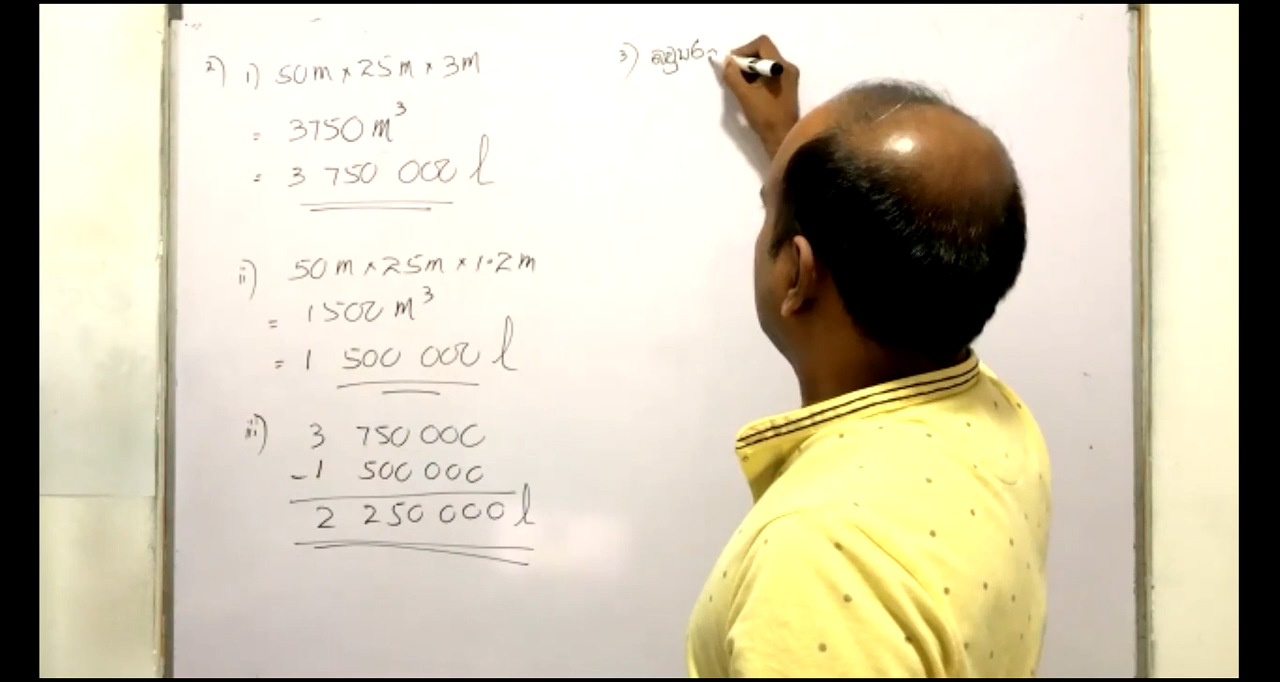 2) i) 50m × 25m × 3m
= 3750 m³
= 3 750 000 l
ii) 50m × 25m × 1.2m
= 1500 m³
= 1 500 000 l
iii) 3 750 000
- 1 500 000
2 250 000 l
3)